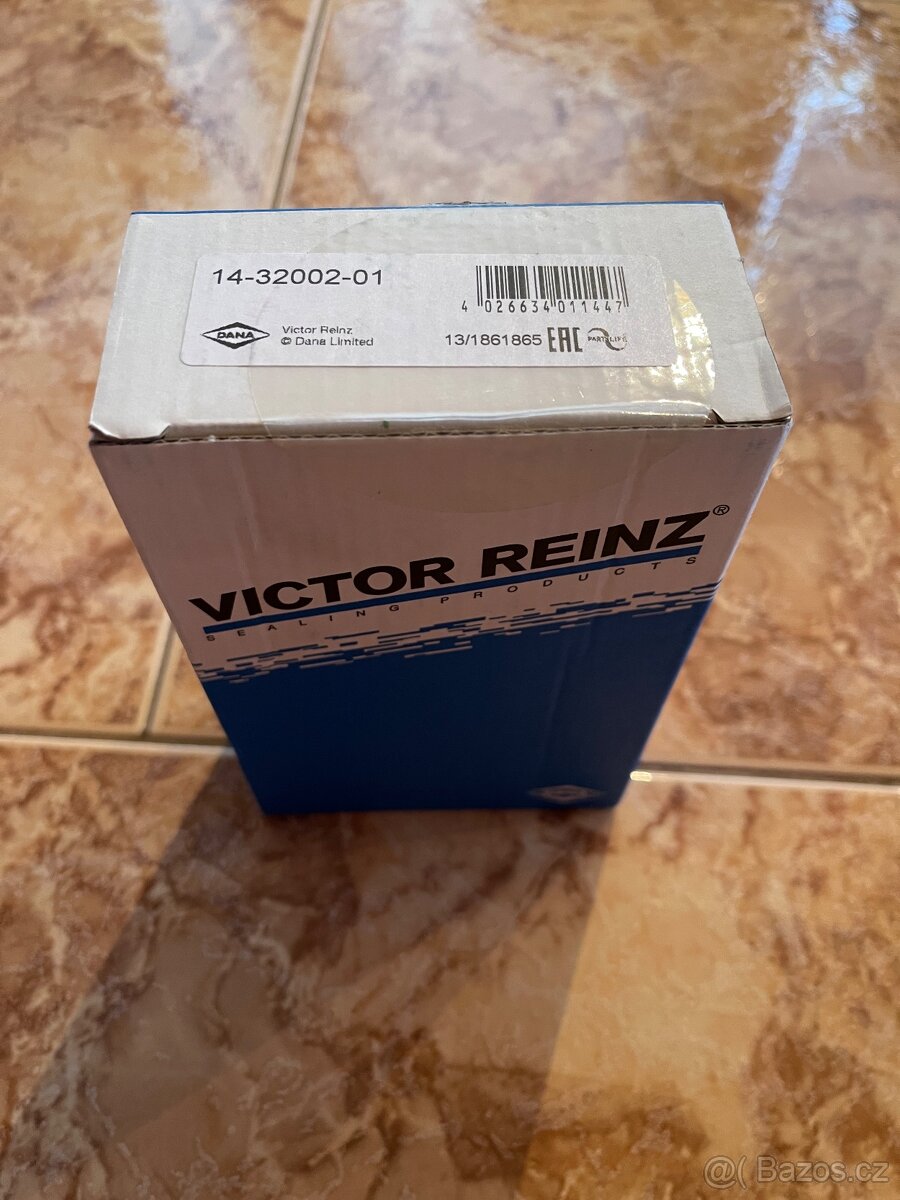 14-32002-01
4 026634 011447
DANA
Victor Reinz
© Dana Limited
13/1861865 EAC PARTSLIFE
VICTOR REINZ®
SEALING PRODUCTS
@( Bazos.cz